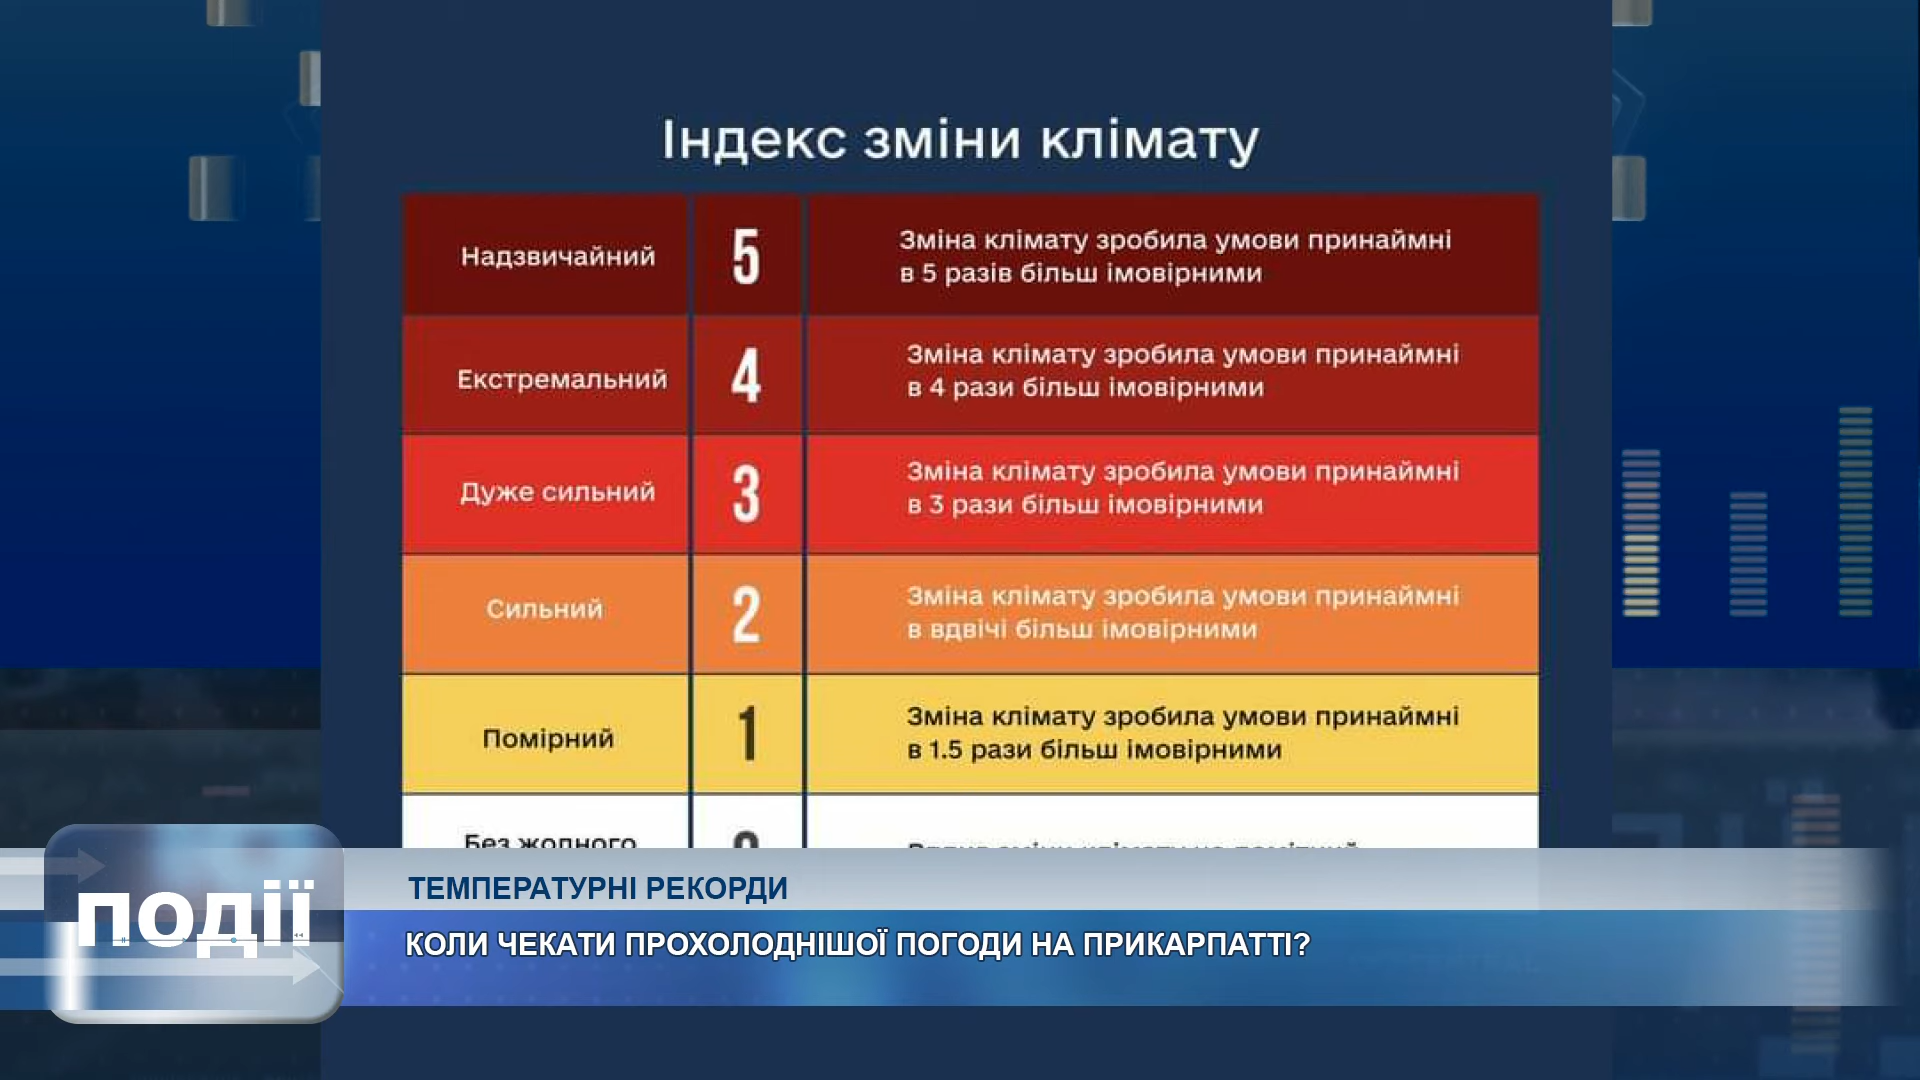 Індекс зміни клімату
Надзвичайний
5
Зміна клімату зробила умови принаймні
в 5 разів більш імовірними
Екстремальний
4
Зміна клімату зробила умови принаймні
в 4 рази більш імовірними
Дуже сильний
3
Зміна клімату зробила умови принаймні
в 3 рази більш імовірними
Сильний
2
Зміна клімату зробила умови принаймні
в вдвічі більш імовірними
Помірний
1
Зміна клімату зробила умови принаймні
в 1.5 рази більш імовірними
Без жодного
події
ТЕМПЕРАТУРНІ РЕКОРДИ
КОЛИ ЧЕКАТИ ПРОХОЛОДНІШОЇ ПОГОДИ НА ПРИКАРПАТТІ?